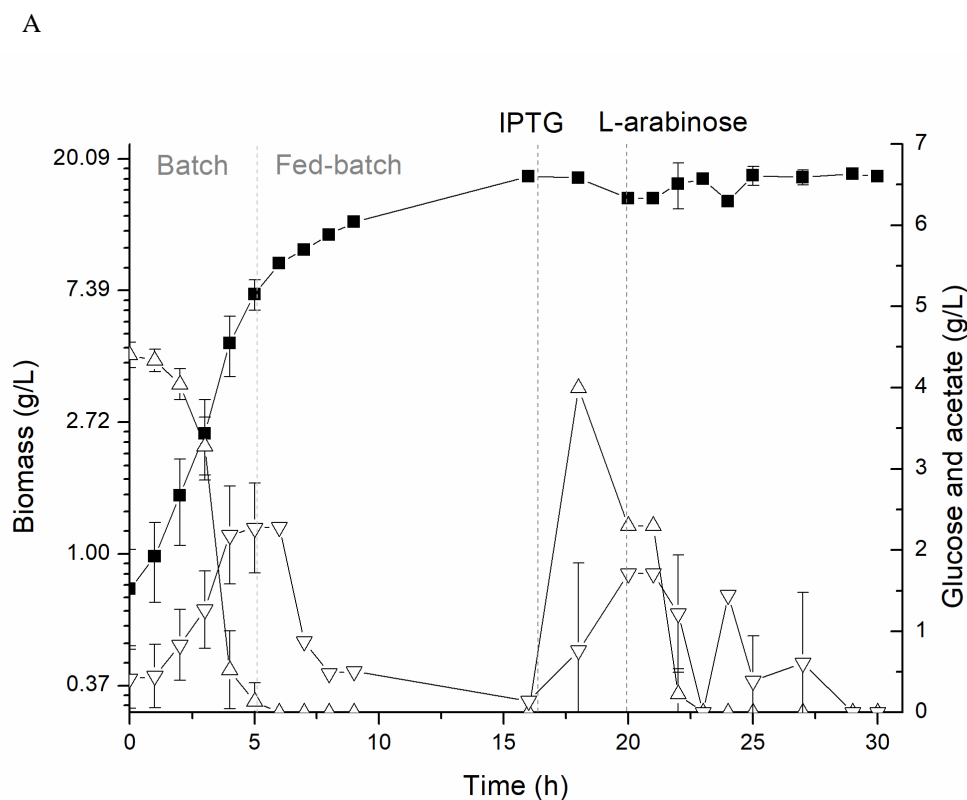 A
IPTG L-arabinose
Batch Fed-batch
20.09
7.39
2.72
1.00
0.37
Biomass (g/L)
7
6
5
4
3
2
1
0
Glucose and acetate (g/L)
0 5 10 15 20 25 30
Time (h)